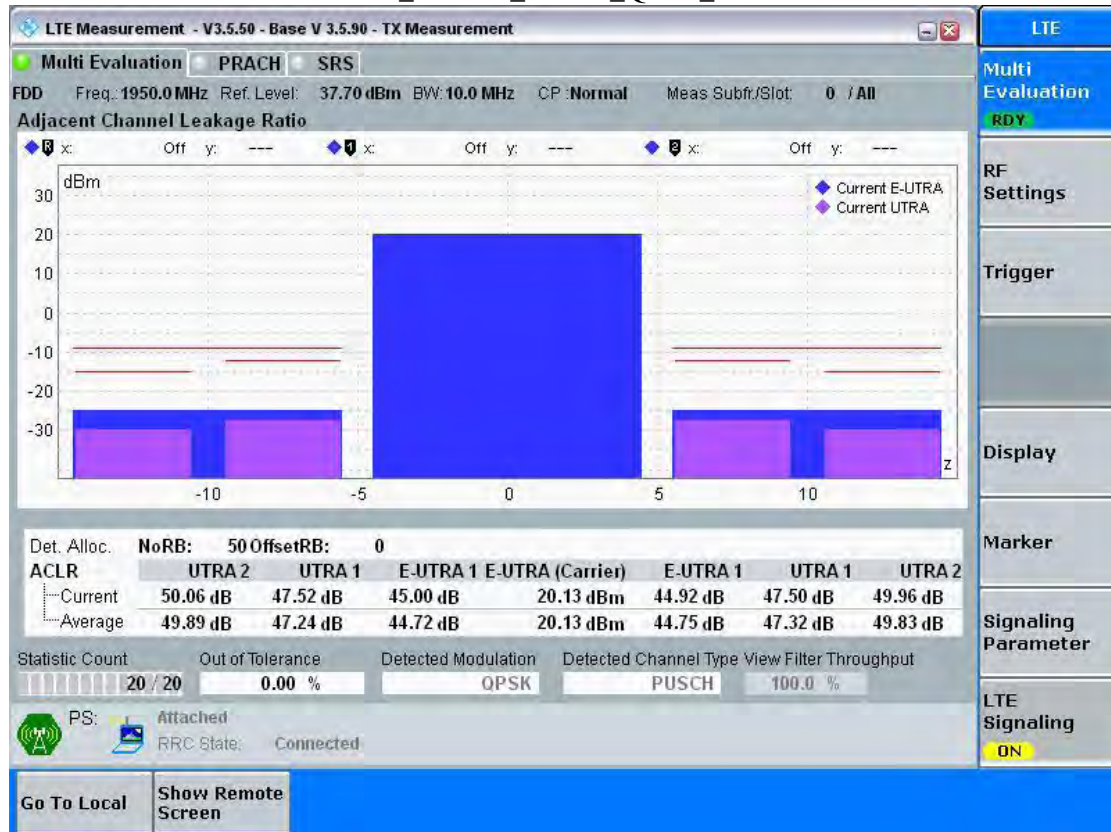 LTE Measurement - V3.5.50 - Base V 3.5.90 - TX Measurement
LTE
Multi Evaluation PRACH SRS
Multi Evaluation
RDY
FDD Freq.: 1950.0 MHz Ref. Level: 37.70 dBm BW: 10.0 MHz CP :Normal Meas Subfr./Slot: 0 / All
Adjacent Channel Leakage Ratio
R x: Off y: --- 1 x: Off y: --- 2 x: Off y: ---
dBm
Current E-UTRA
Current UTRA
30
20
10
0
-10
-20
-30
z
-10 -5 0 5 10
RF Settings
Trigger
Display
Marker
Signaling Parameter
LTE Signaling
ON
Det. Alloc. NoRB: 50 OffsetRB: 0
ACLR UTRA 2 UTRA 1 E-UTRA 1 E-UTRA (Carrier) E-UTRA 1 UTRA 1 UTRA 2
Current 50.06 dB 47.52 dB 45.00 dB 20.13 dBm 44.92 dB 47.50 dB 49.96 dB
Average 49.89 dB 47.24 dB 44.72 dB 20.13 dBm 44.75 dB 47.32 dB 49.83 dB
Statistic Count Out of Tolerance Detected Modulation Detected Channel Type View Filter Throughput
20 / 20 0.00 % QPSK PUSCH 100.0 %
PS: Attached
RRC State: Connected
Go To Local
Show Remote Screen